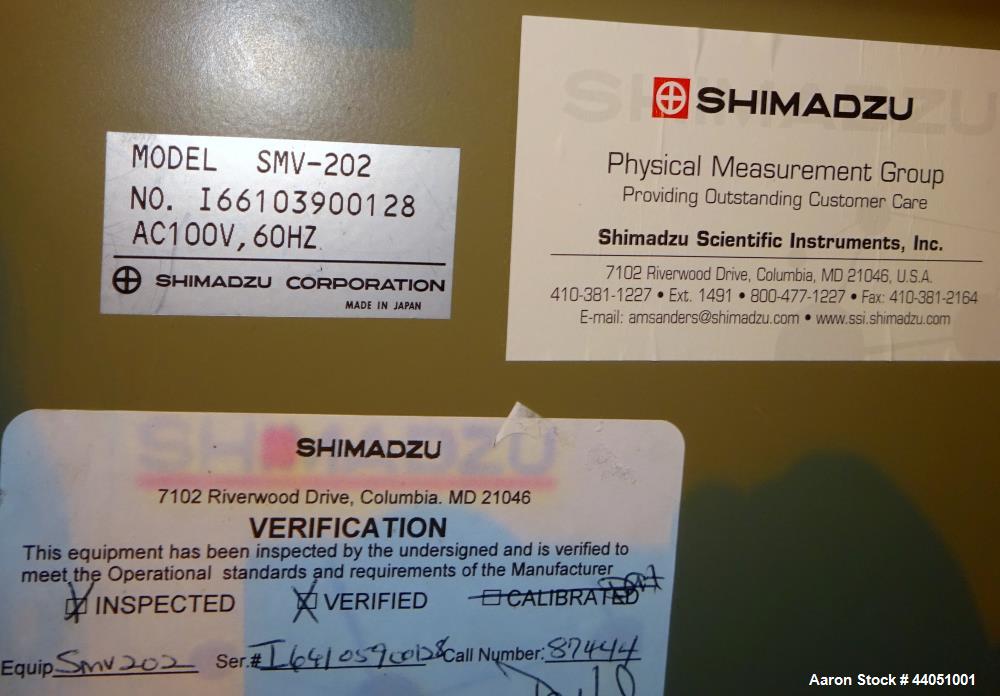 MODEL SMV-202
NO. I66103900128
AC100V, 60HZ
SHIMADZU CORPORATION
MADE IN JAPAN
SHIMADZU
SHIMADZU
Physical Measurement Group
Providing Outstanding Customer Care
Shimadzu Scientific Instruments, Inc.
7102 Riverwood Drive, Columbia, MD 21046, U.S.A.
410-381-1227 • Ext. 1491 • 800-477-1227 • Fax: 410-381-2164
E-mail: amsanders@shimadzu.com • www.ssi.shimadzu.com
SHIMADZU
SHIMADZU
7102 Riverwood Drive, Columbia. MD 21046
VERIFICATION
This equipment has been inspected by the undersigned and is verified to
meet the Operational standards and requirements of the Manufacturer
INSPECTED VERIFIED CALIBRATED
Equip Smv202 Ser.# Call Number: 87444
Aaron Stock # 44051001